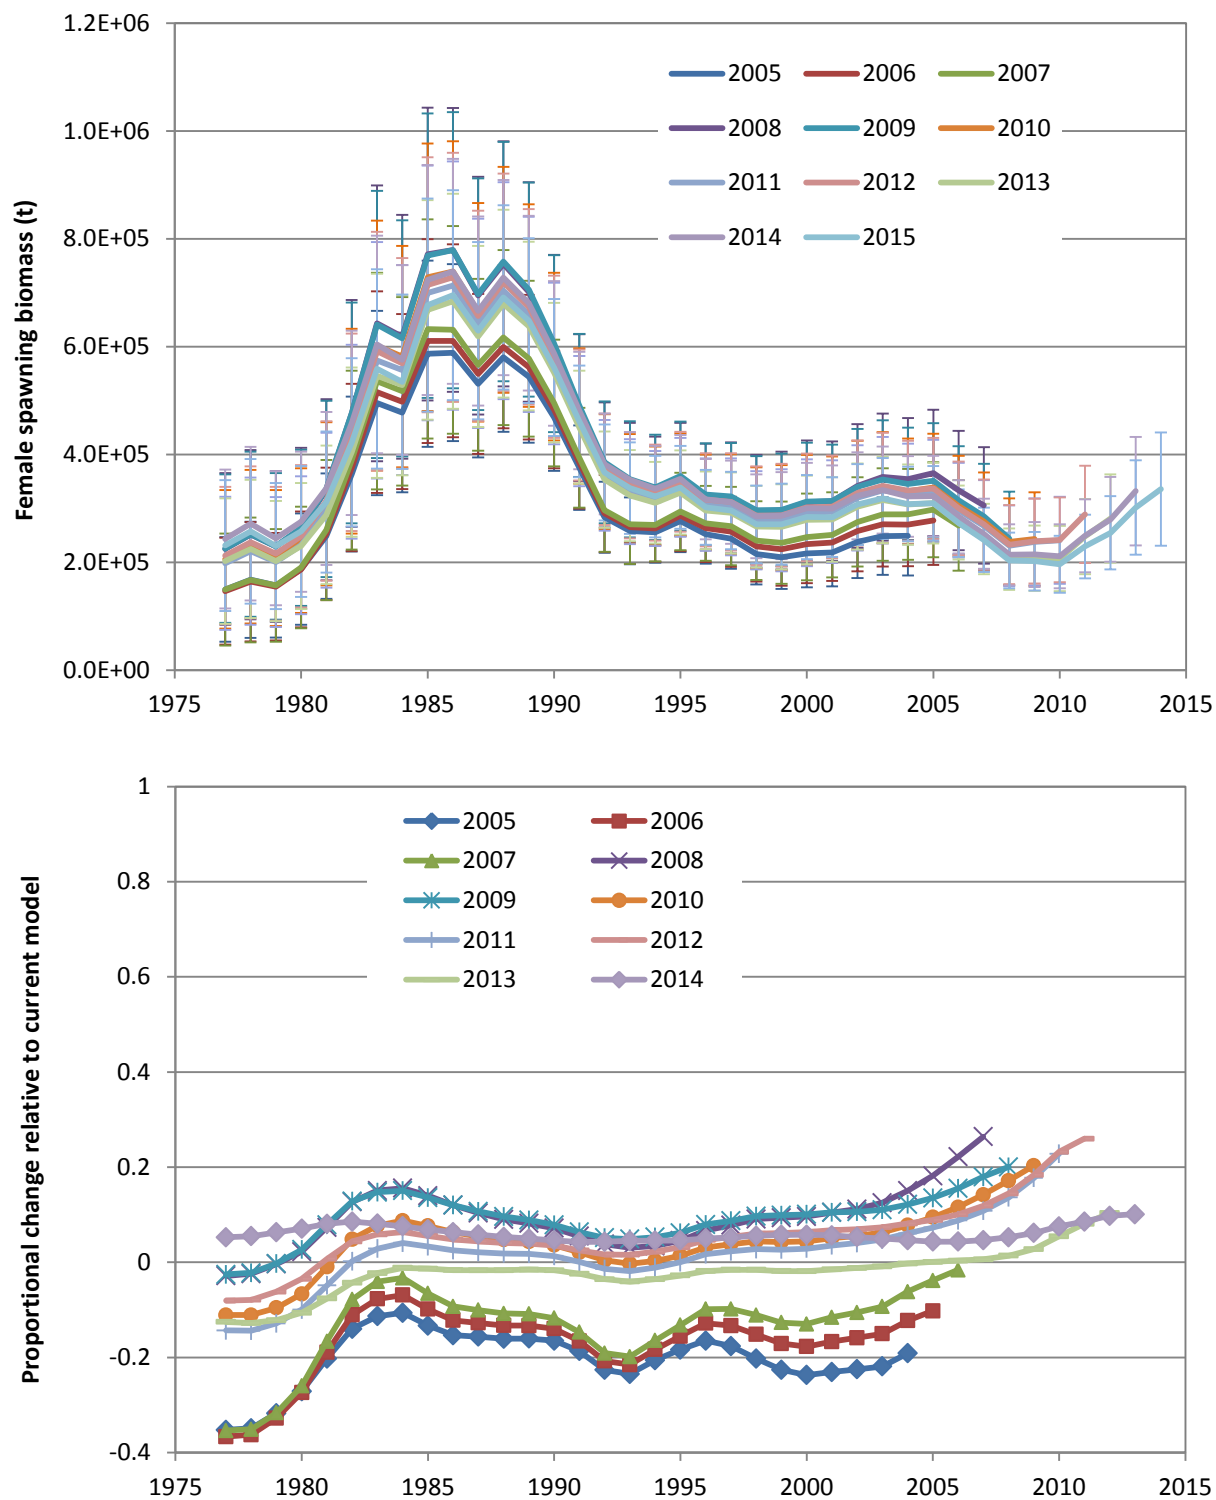 Female spawning biomass (t)
1.2E+06
1.0E+06
8.0E+05
6.0E+05
4.0E+05
2.0E+05
0.0E+00
2005 2006 2007
2008 2009 2010
2011 2012 2013
2014 2015
1975 1980 1985 1990 1995 2000 2005 2010 2015
Proportional change relative to current model
1
0.8
0.6
0.4
0.2
0
-0.2
-0.4
2005 2006
2007 2008
2009 2010
2011 2012
2013 2014
1975 1980 1985 1990 1995 2000 2005 2010 2015